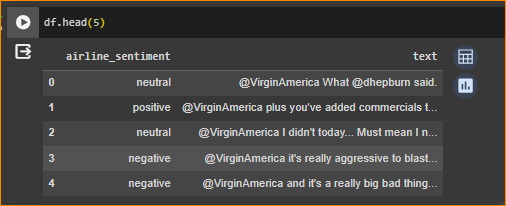 df.head(5)
airline_sentiment text
0 neutral @VirginAmerica What @dhepburn said.
1 positive @VirginAmerica plus you've added commercials t...
2 neutral @VirginAmerica I didn't today... Must mean I n...
3 negative @VirginAmerica it's really aggressive to blast...
4 negative @VirginAmerica and it's a really big bad thing...